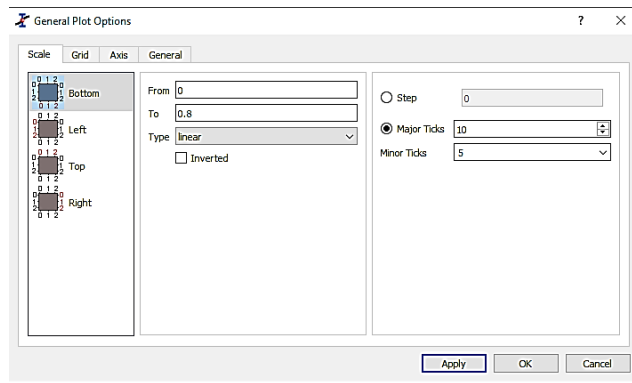 General Plot Options
Scale Grid Axis General
Bottom
Left
Top
Right
From 0
To 0.8
Type linear
Inverted
Step 0
Major Ticks 10
Minor Ticks 5
Apply OK Cancel